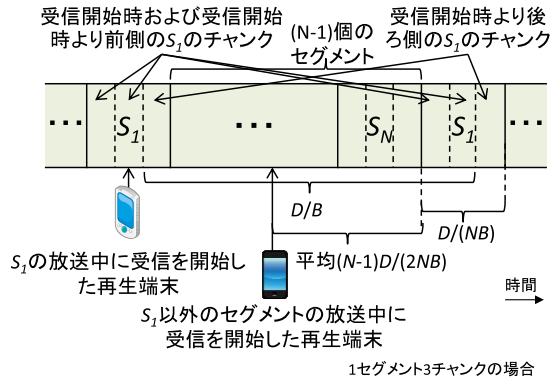 受信開始時および受信開始
時より前側のS1のチャンク
(N-1)個の
セグメント
受信開始時より後
ろ側のS1のチャンク
… S1 … SN S1 …
D/B
D/(NB)
平均(N-1)D/(2NB)
S1の放送中に受信を開始し
た再生端末
S1以外のセグメントの放送中に
受信を開始した再生端末
時間
1セグメント3チャンクの場合